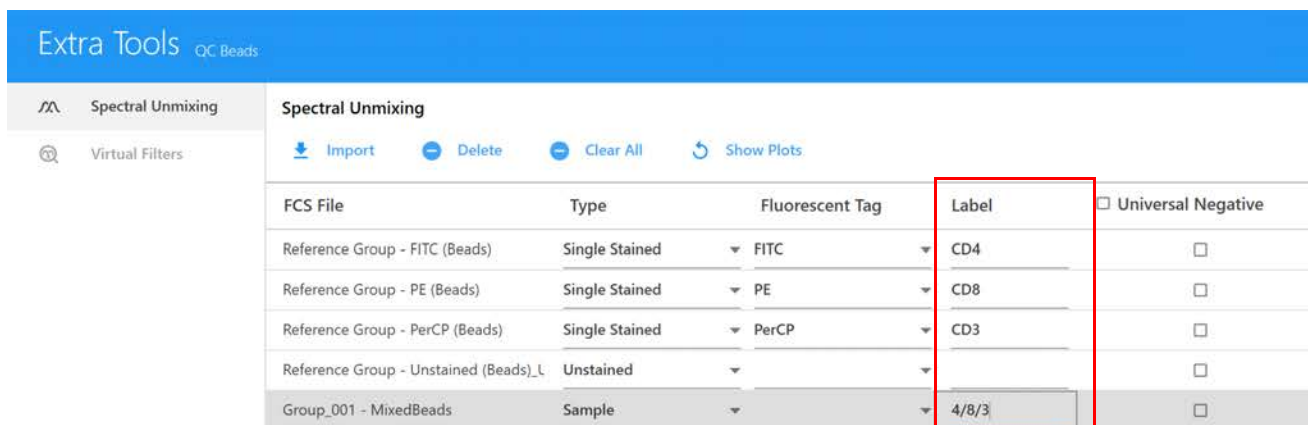 Extra Tools QC Beads
Spectral Unmixing
Virtual Filters
Spectral Unmixing
Import Delete Clear All Show Plots
FCS File Type Fluorescent Tag Label Universal Negative
Reference Group - FITC (Beads) Single Stained FITC CD4
Reference Group - PE (Beads) Single Stained PE CD8
Reference Group - PerCP (Beads) Single Stained PerCP CD3
Reference Group - Unstained (Beads)_U Unstained
Group_001 - MixedBeads Sample 4/8/3